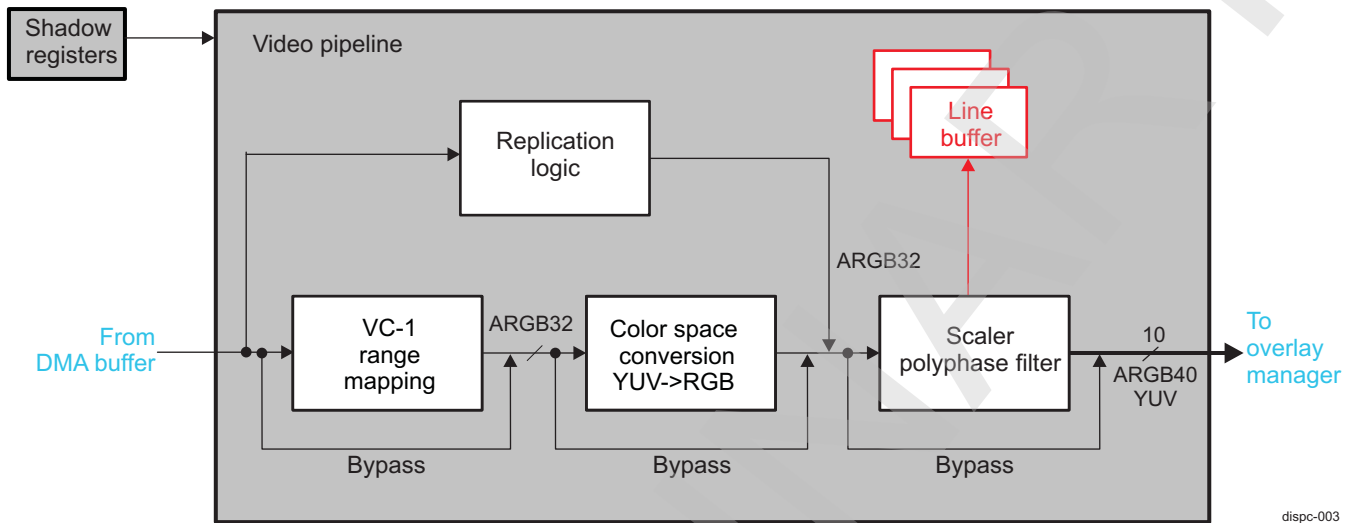 Shadow
registers
Video pipeline
Line
buffer
Replication
logic
ARGB32
From
DMA buffer
VC-1
range
mapping
ARGB32
Color space
conversion
YUV->RGB
Scaler
polyphase filter
10
ARGB40
YUV
To
overlay
manager
Bypass
Bypass
Bypass
dispc-003